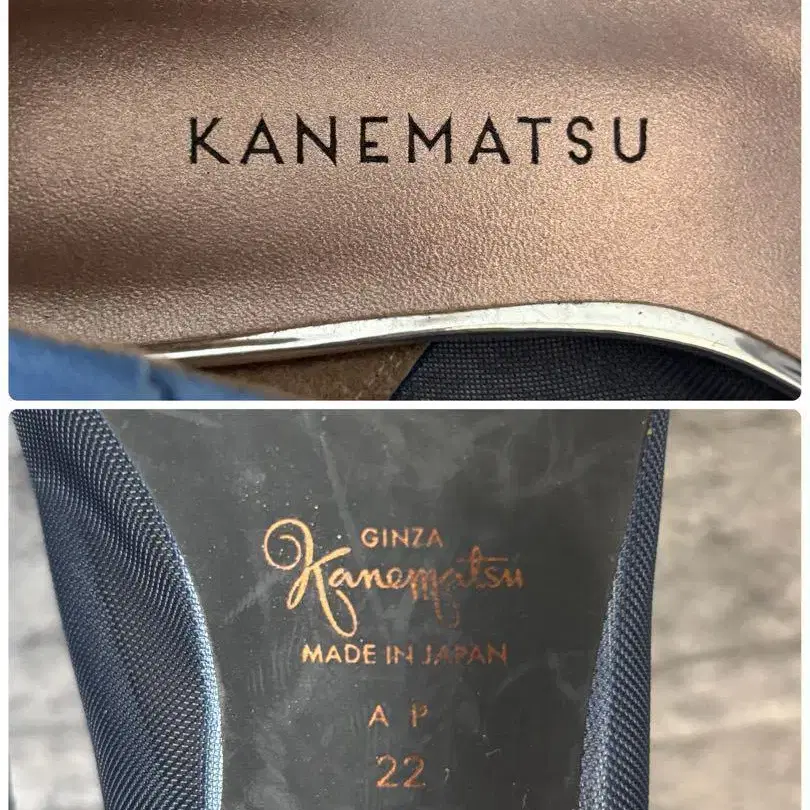 KANEMATSU
GINZA
Kanematsu
MADE IN JAPAN
A P
22